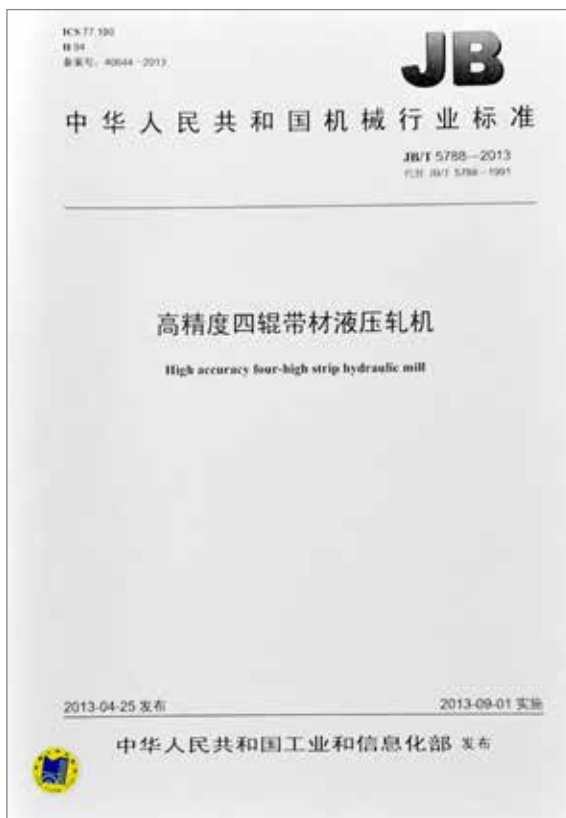 ICS 77.180
H 94
备案号：40644—2013
JB
中华人民共和国机械行业标准
JB/T 5788—2013
代替 JB/T 5788—1991
高精度四辊带材液压轧机
High accuracy four-high strip hydraulic mill
2013-04-25 发布
2013-09-01 实施
中华人民共和国工业和信息化部 发布